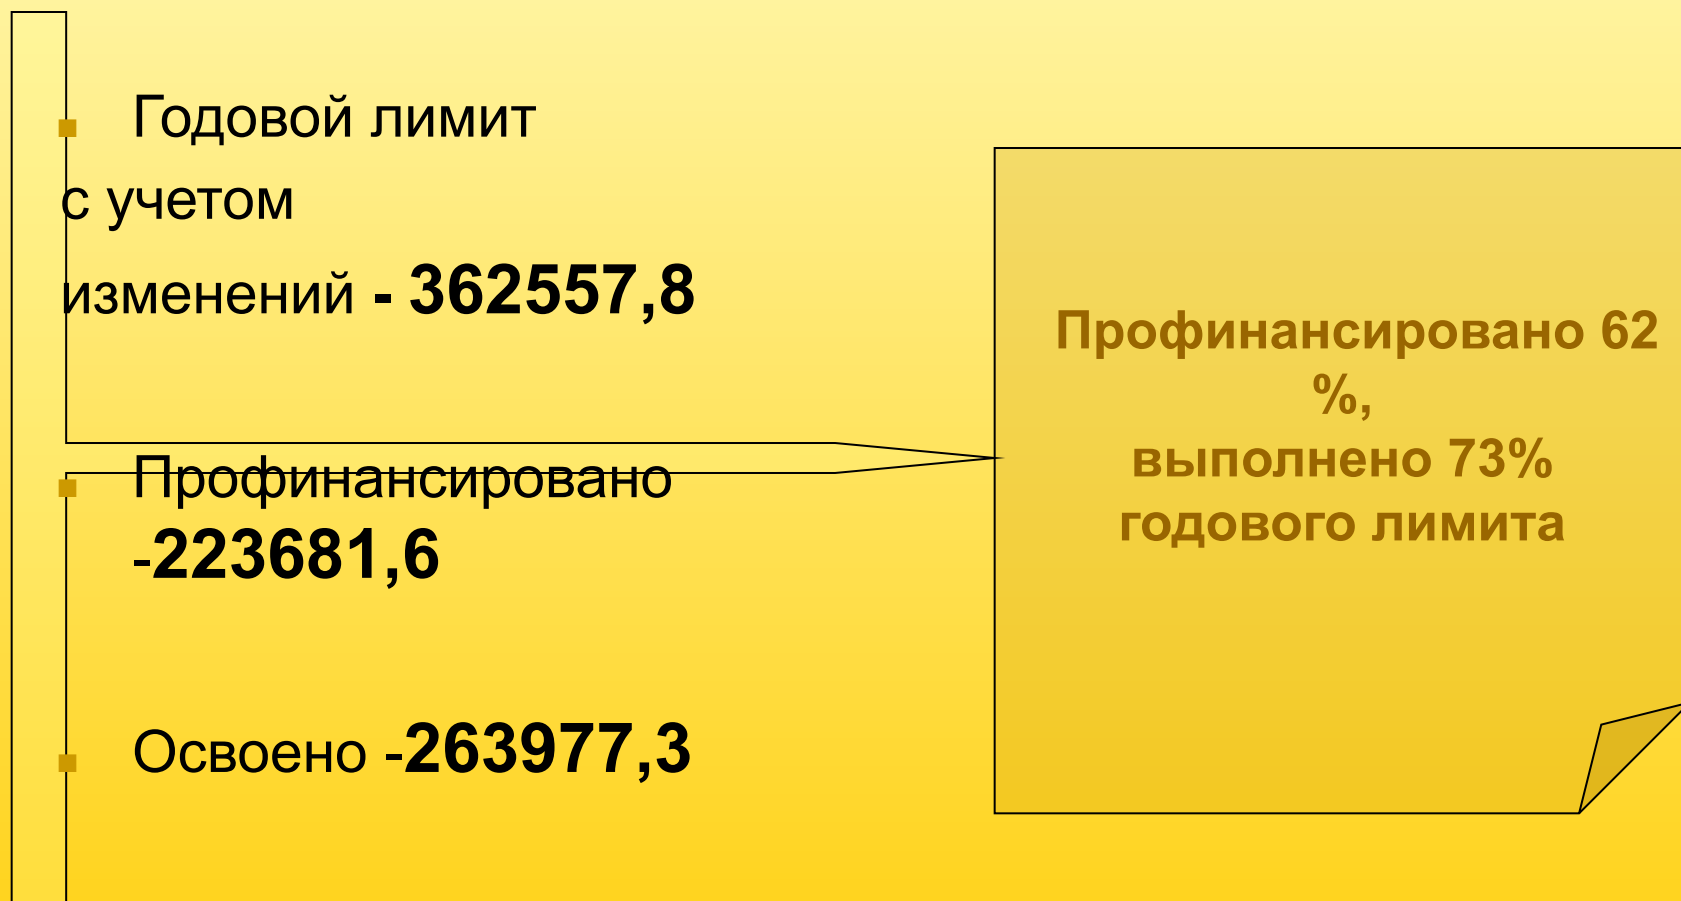 Годовой лимит
с учетом
изменений - 362557,8
Профинансировано
-223681,6
Освоено -263977,3
Профинансировано 62
%,
выполнено 73%
годового лимита